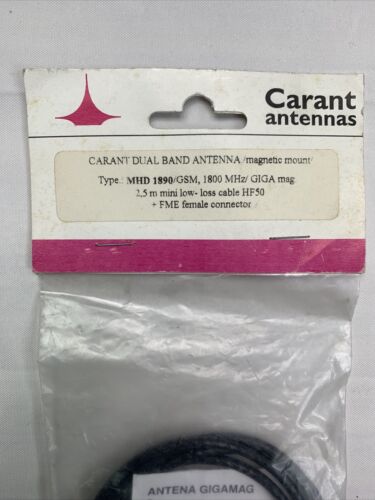 Carant
antennas
CARANT DUAL BAND ANTENNA /magnetic mount/
Type.: MHD 1890/GSM, 1800 MHz/ GIGA mag.
2,5 m mini low- loss cable HF50
+ FME female connector
ANTENA GIGAMAG